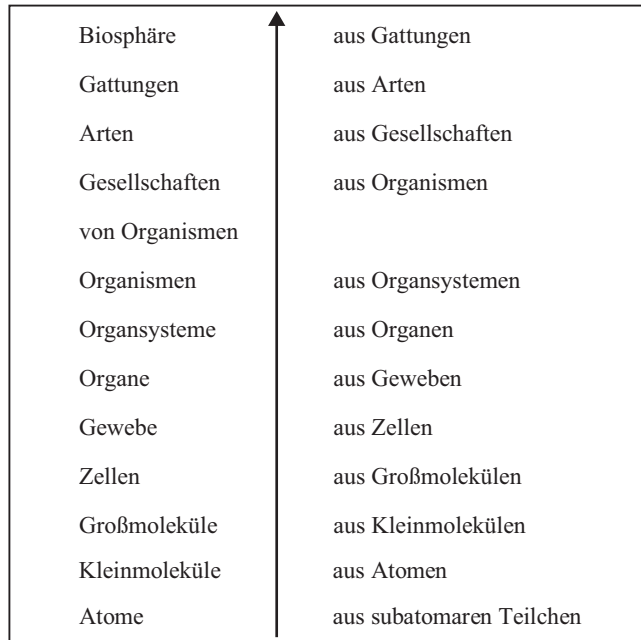 Biosphäre aus Gattungen
Gattungen aus Arten
Arten aus Gesellschaften
Gesellschaften aus Organismen
von Organismen
Organismen aus Organsystemen
Organsysteme aus Organen
Organe aus Geweben
Gewebe aus Zellen
Zellen aus Großmolekülen
Großmoleküle aus Kleinmolekülen
Kleinmoleküle aus Atomen
Atome aus subatomaren Teilchen